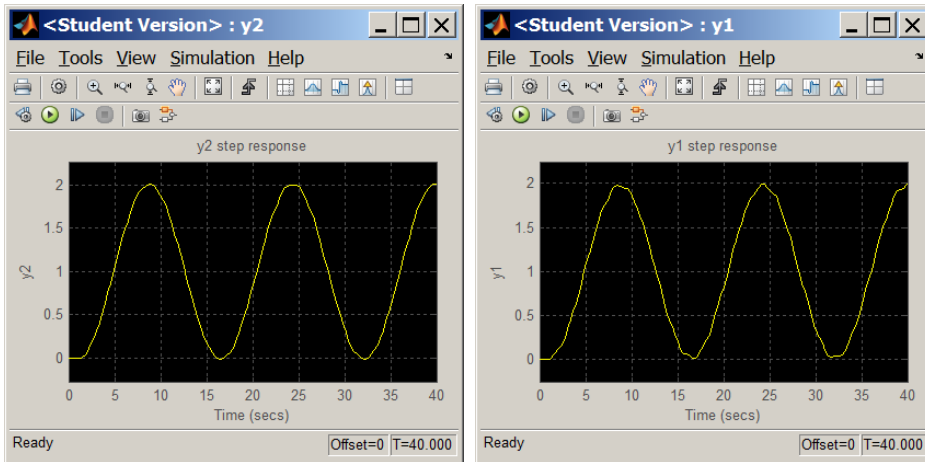 <Student Version> : y2
File Tools View Simulation Help
y2 step response
y2
2
1.5
1
0.5
0
0 5 10 15 20 25 30 35 40
Time (secs)
Ready Offset=0 T=40.000
<Student Version> : y1
File Tools View Simulation Help
y1 step response
y1
2
1.5
1
0.5
0
0 5 10 15 20 25 30 35 40
Time (secs)
Ready Offset=0 T=40.000